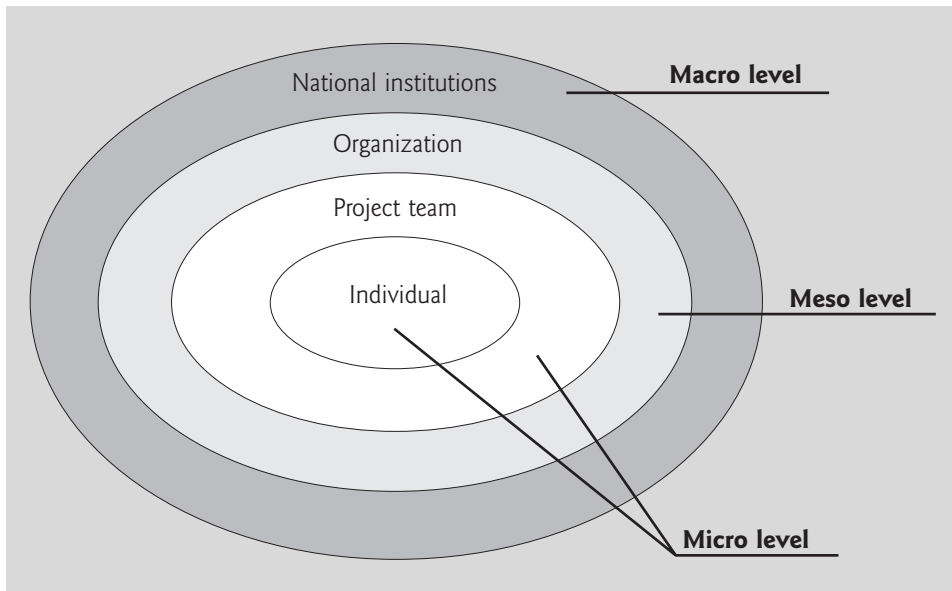 National institutions
Macro level
Organization
Project team
Individual
Meso level
Micro level